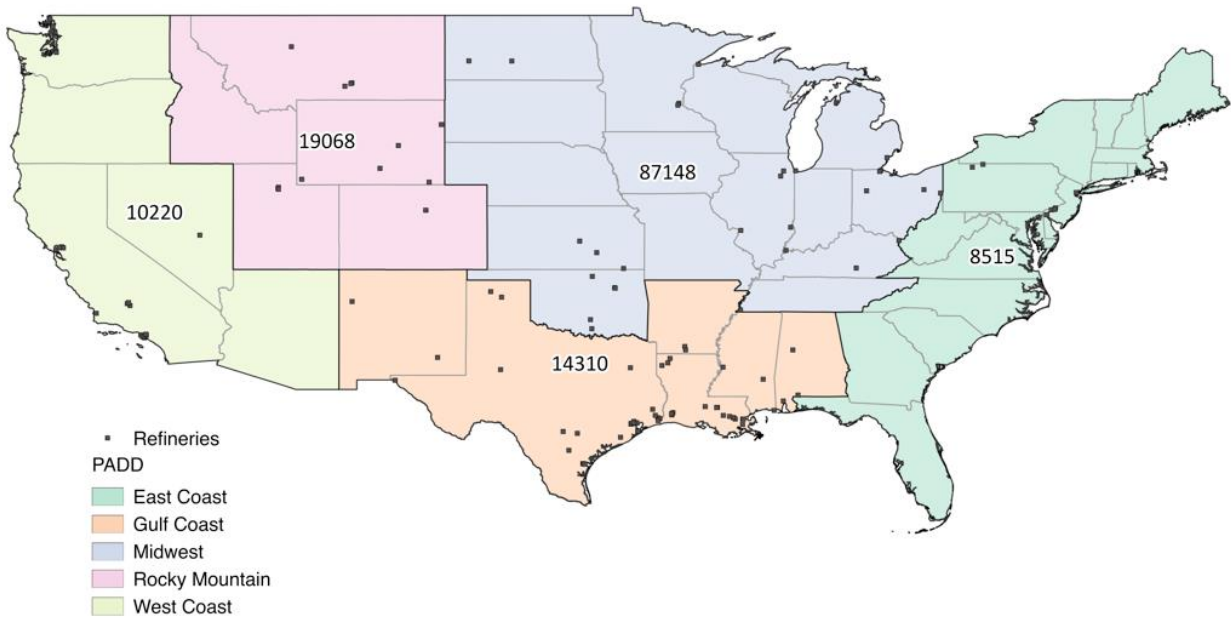 19068
87148
10220
8515
14310
Refineries
PADD
East Coast
Gulf Coast
Midwest
Rocky Mountain
West Coast